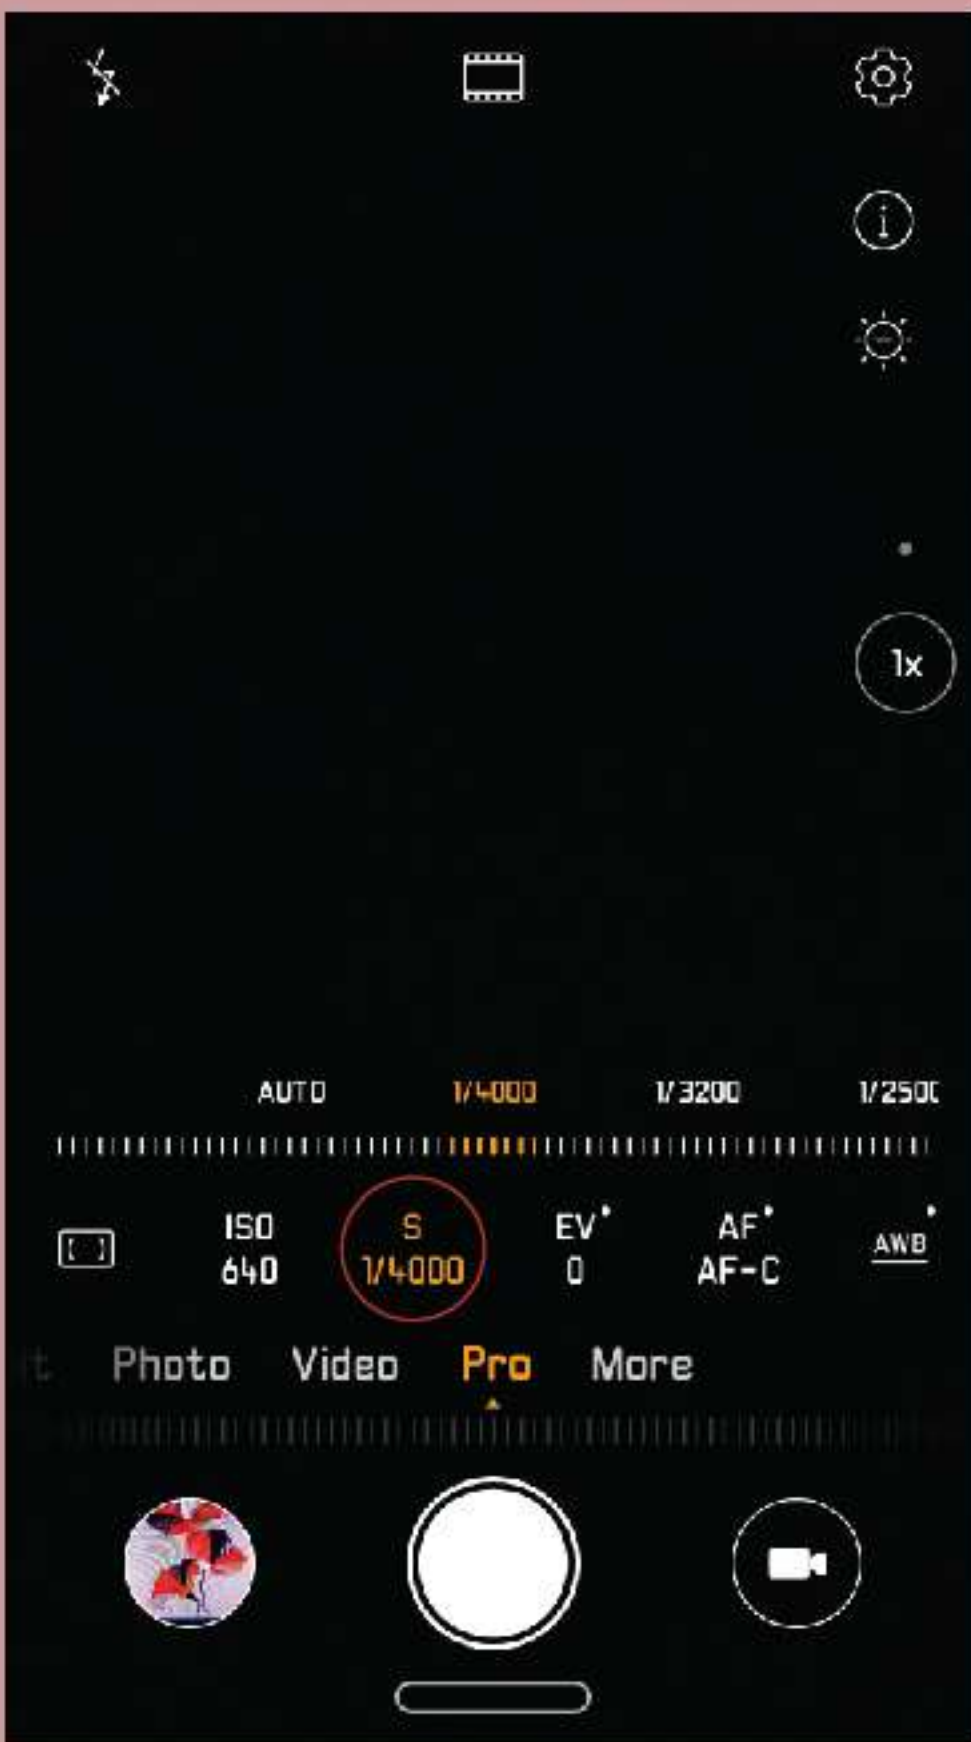 1x
AUTO 1/4000 1/3200
ISO S EV AF AWB
640 1/4000 0 AF-C
Photo Video Pro More